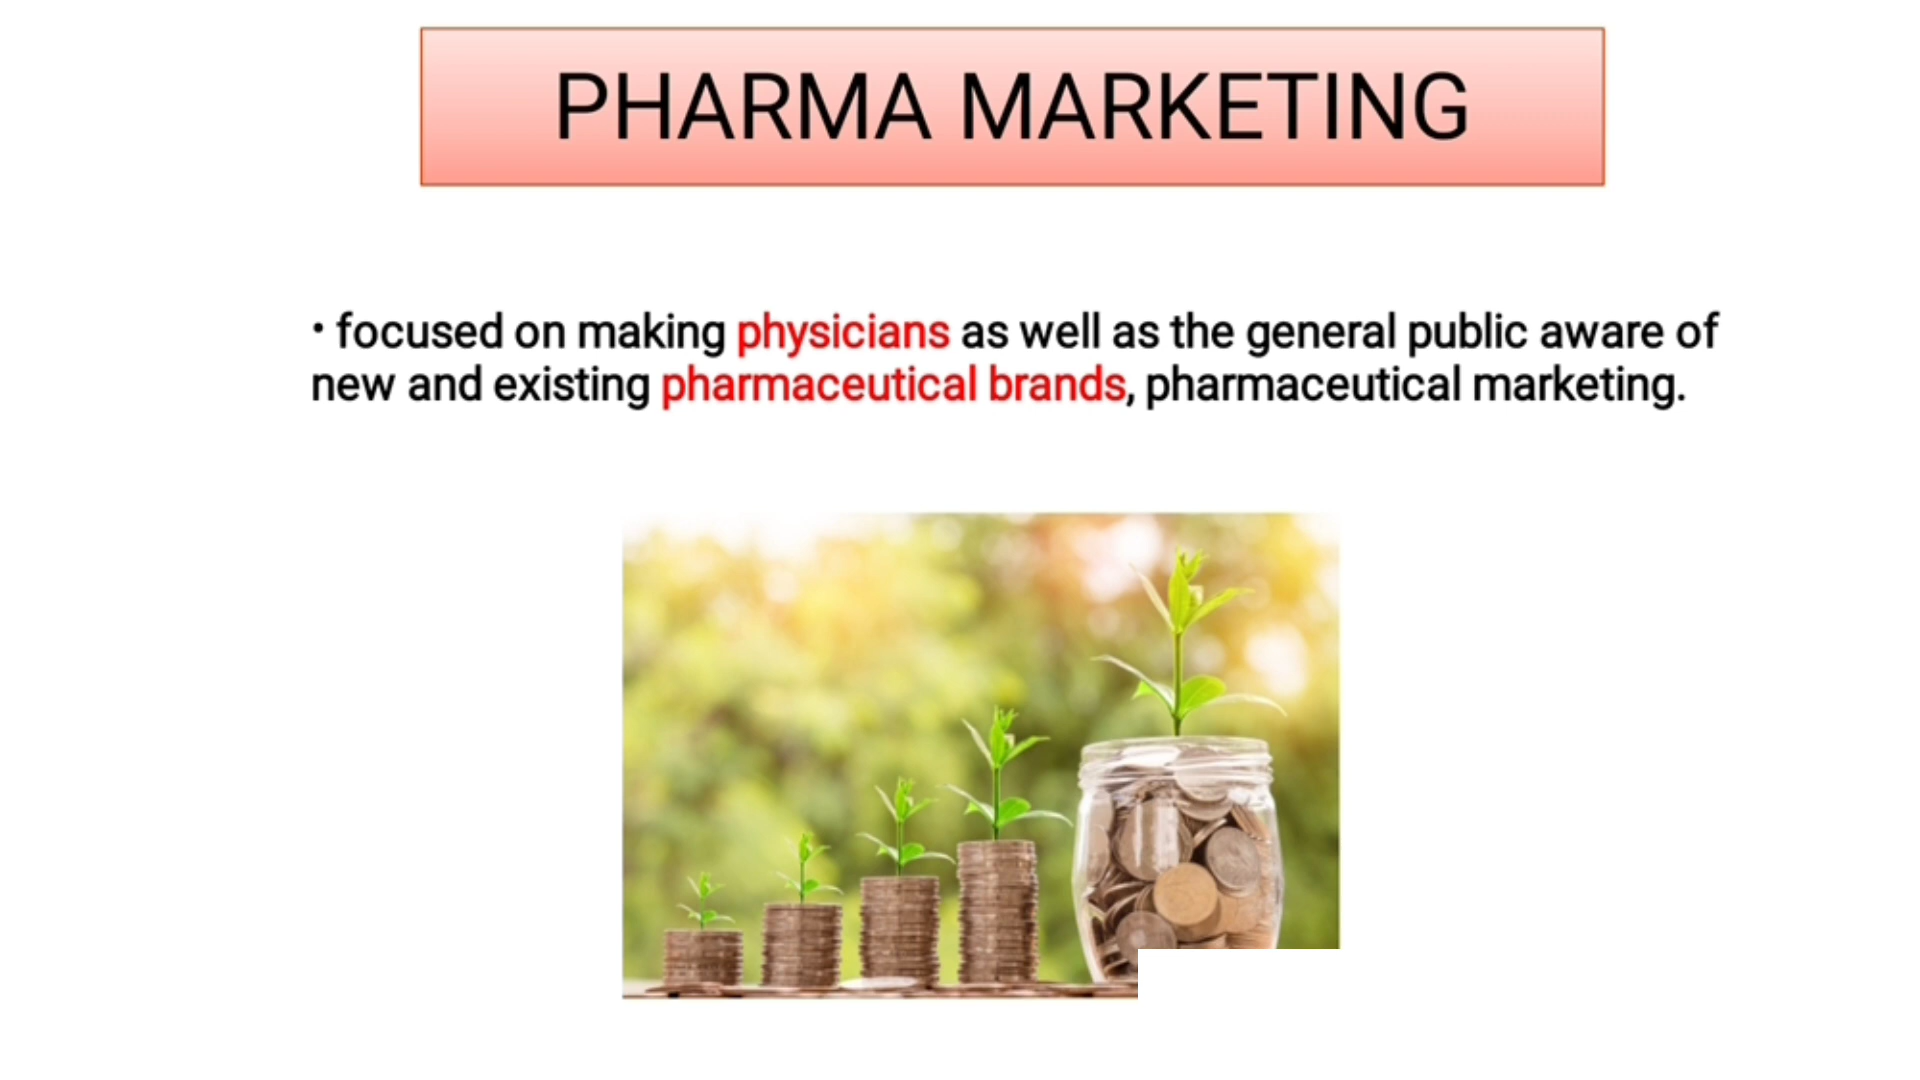 PHARMA MARKETING
• focused on making physicians as well as the general public aware of
new and existing pharmaceutical brands, pharmaceutical marketing.